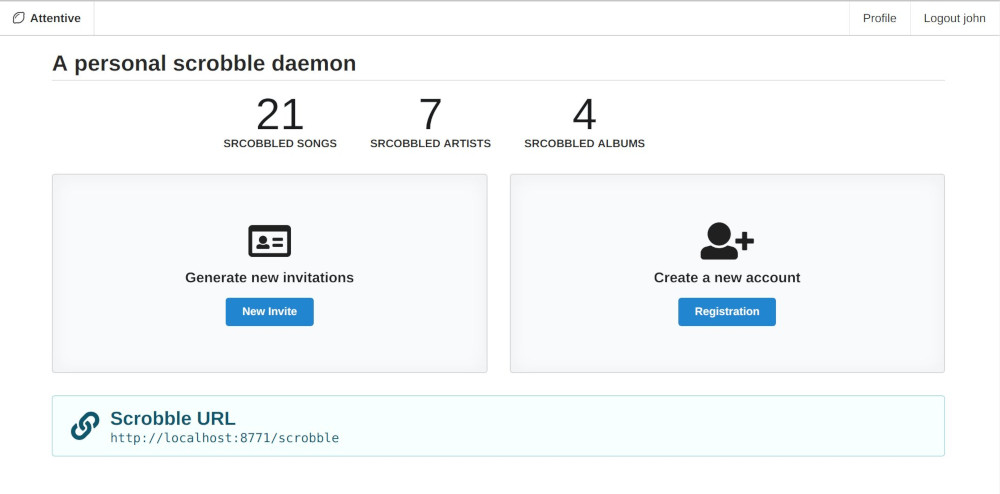 Attentive
Profile
Logout john
A personal scrobble daemon
21
7
4
SRCOBBLED SONGS
SRCOBBLED ARTISTS
SRCOBBLED ALBUMS
Generate new invitations
New Invite
Create a new account
Registration
Scrobble URL
http://localhost:8771/scrobble